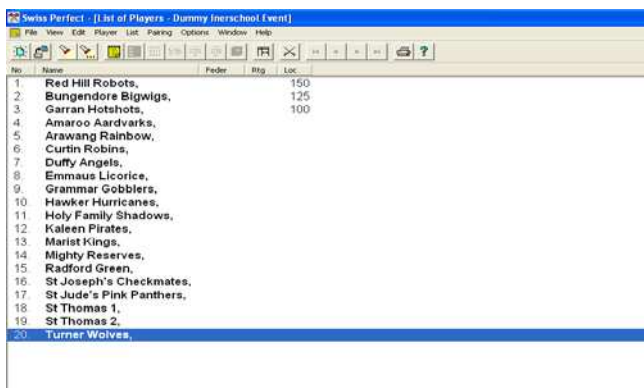 Swiss Perfect - [List of Players - Dummy Inerschool Event]
File View Edit Player List Pairing Options Window Help
No Name Feder Rtg Loc
1. Red Hill Robots, 150
2. Bungendore Bigwigs, 125
3. Garran Hotshots, 100
4. Amaroo Aardvarks,
5. Arawang Rainbow,
6. Curtin Robins,
7. Duffy Angels,
8. Emmaus Licorice,
9. Grammar Gobblers,
10. Hawker Hurricanes,
11. Holy Family Shadows,
12. Kaleen Pirates,
13. Marist Kings,
14. Mighty Reserves,
15. Radford Green,
16. St Joseph's Checkmates,
17. St Jude's Pink Panthers,
18. St Thomas 1,
19. St Thomas 2,
20. Turner Wolves,